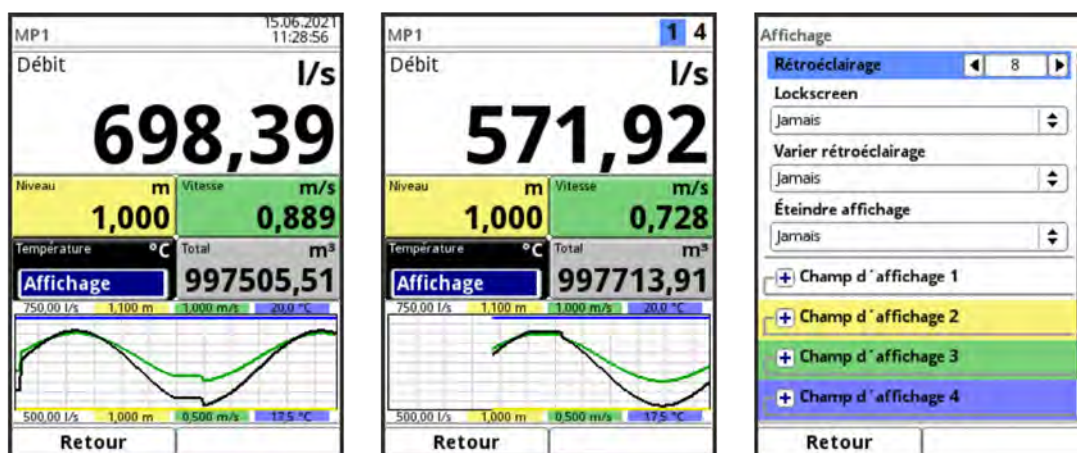 MP1 15.06.2021
11:28:56
Débit l/s
698,39
Niveau m Vitesse m/s
1,000 0,889
Température °C Total m³
Affichage 997505,51
750,00 l/s 1,100 m 1,000 m/s 20,0 °C
500,00 l/s 1,000 m 0,500 m/s 17,5 °C
Retour
MP1 1 4
Débit l/s
571,92
Niveau m Vitesse m/s
1,000 0,728
Température °C Total m³
Affichage 997713,91
750,00 l/s 1,100 m 1,000 m/s 20,0 °C
500,00 l/s 1,000 m 0,500 m/s 17,5 °C
Retour
Affichage
Rétroéclairage 8
Lockscreen
Jamais
Varier rétroéclairage
Jamais
Éteindre affichage
Jamais
+ Champ d´affichage 1
+ Champ d´affichage 2
+ Champ d´affichage 3
+ Champ d´affichage 4
Retour